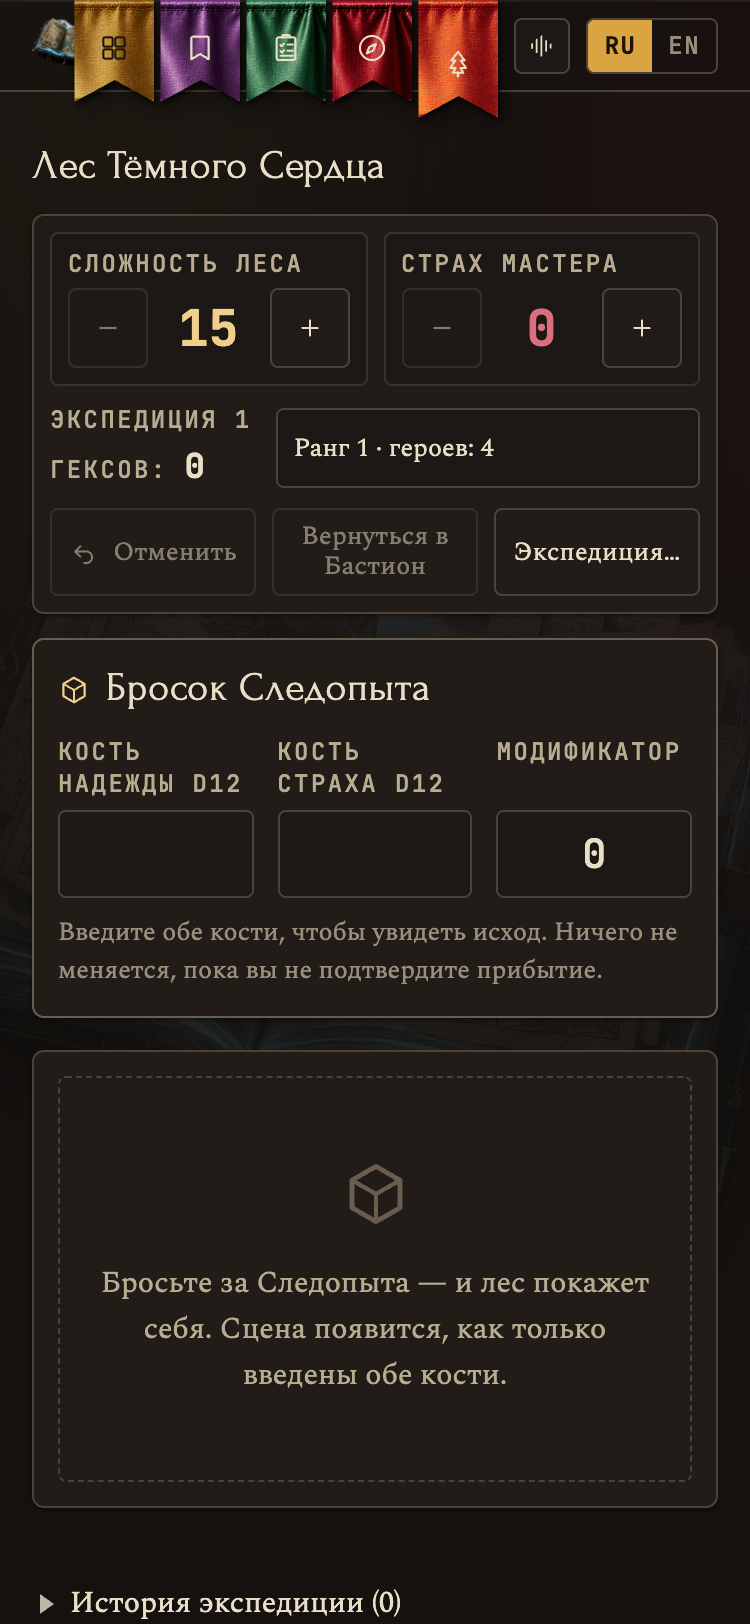 RU EN
Лес Тёмного Сердца
СЛОЖНОСТЬ ЛЕСА
− 15 +
СТРАХ МАСТЕРА
− 0 +
ЭКСПЕДИЦИЯ 1
ГЕКСОВ: 0
Ранг 1 · героев: 4
Отменить
Вернуться в
Бастион
Экспедиция…
Бросок Следопыта
КОСТЬ
НАДЕЖДЫ D12
КОСТЬ
СТРАХА D12
МОДИФИКАТОР
0
Введите обе кости, чтобы увидеть исход. Ничего не
меняется, пока вы не подтвердите прибытие.
Бросьте за Следопыта — и лес покажет
себя. Сцена появится, как только
введены обе кости.
История экспедиции (0)